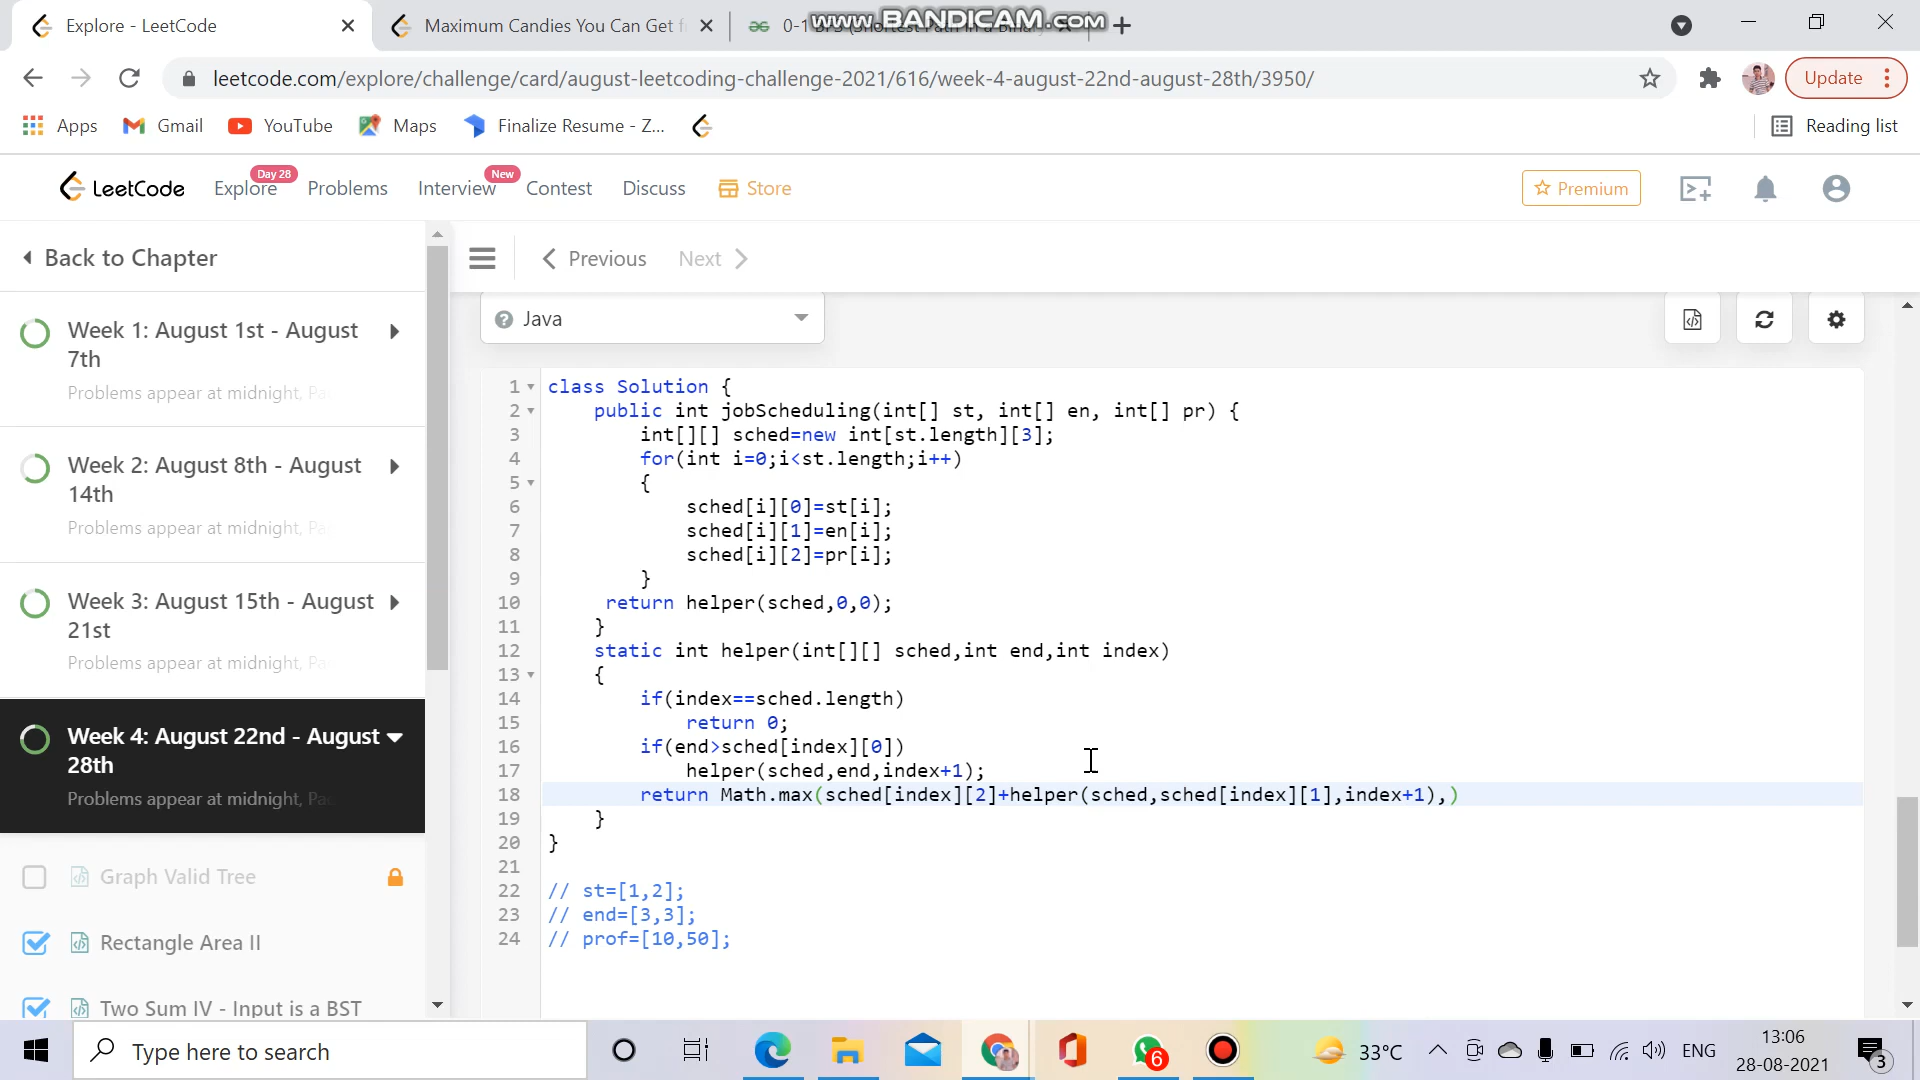 Explore - LeetCode
Maximum Candies You Can Get f
0-1 BFS (Shortest Path in a Binary
www.BANDICAM.com
leetcode.com/explore/challenge/card/august-leetcoding-challenge-2021/616/week-4-august-22nd-august-28th/3950/
Update
Apps
Gmail
YouTube
Maps
Finalize Resume - Z...
Reading list
LeetCode
Explore
Day 28
Problems
Interview
New
Contest
Discuss
Store
Premium
Back to Chapter
Previous
Next
Week 1: August 1st - August
7th
Problems appear at midnight, Pa
Week 2: August 8th - August
14th
Problems appear at midnight, Pa
Week 3: August 15th - August
21st
Problems appear at midnight, Pa
Week 4: August 22nd - August
28th
Problems appear at midnight, Pa
Graph Valid Tree
Rectangle Area II
Two Sum IV - Input is a BST
Java
1 class Solution {
2 public int jobScheduling(int[] st, int[] en, int[] pr) {
3 int[][] sched=new int[st.length][3];
4 for(int i=0;i<st.length;i++)
5 {
6 sched[i][0]=st[i];
7 sched[i][1]=en[i];
8 sched[i][2]=pr[i];
9 }
10 return helper(sched,0,0);
11 }
12 static int helper(int[][] sched,int end,int index)
13 {
14 if(index==sched.length)
15 return 0;
16 if(end>sched[index][0])
17 helper(sched,end,index+1);
18 return Math.max(sched[index][2]+helper(sched,sched[index][1],index+1),)
19 }
20 }
21
22 // st=[1,2];
23 // end=[3,3];
24 // prof=[10,50];
Type here to search
6
33°C
ENG
13:06
28-08-2021
3